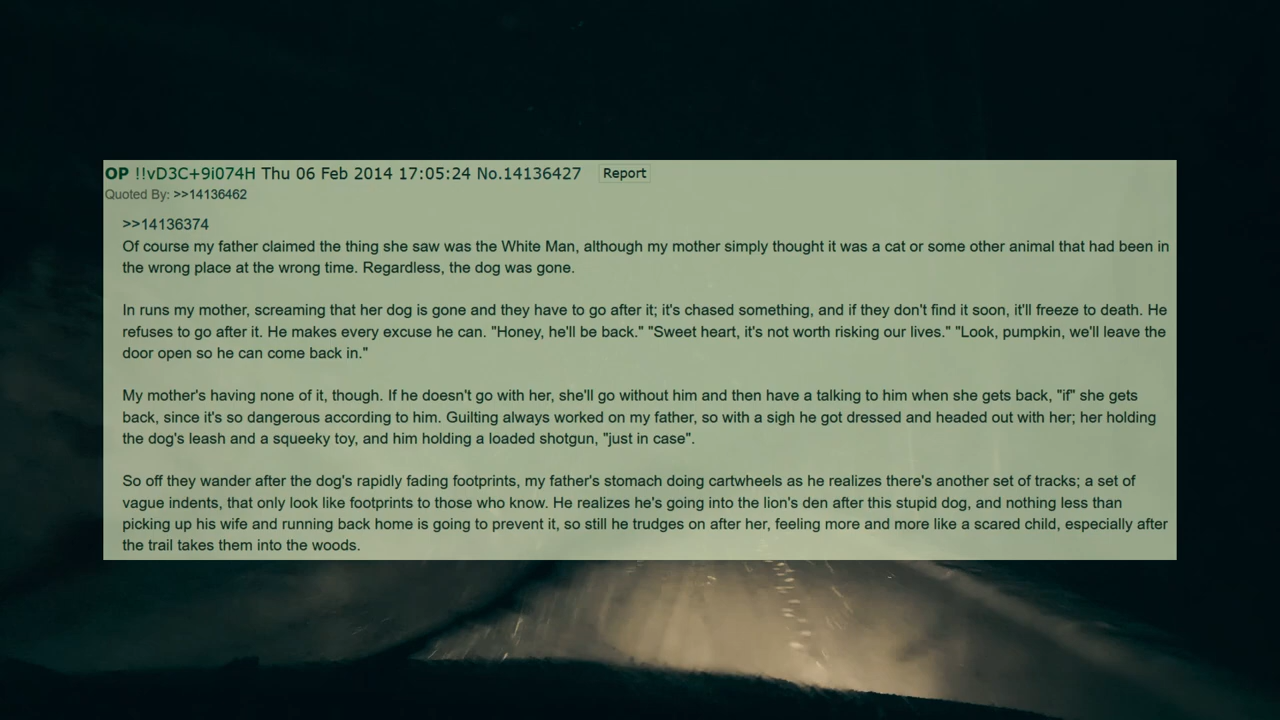 OP !!vD3C+9i074H Thu 06 Feb 2014 17:05:24 No.14136427 Report
Quoted By: >>14136462
>>14136374
Of course my father claimed the thing she saw was the White Man, although my mother simply thought it was a cat or some other animal that had been in
the wrong place at the wrong time. Regardless, the dog was gone.
In runs my mother, screaming that her dog is gone and they have to go after it; it's chased something, and if they don't find it soon, it'll freeze to death. He
refuses to go after it. He makes every excuse he can. "Honey, he'll be back." "Sweet heart, it's not worth risking our lives." "Look, pumpkin, we'll leave the
door open so he can come back in."
My mother's having none of it, though. If he doesn't go with her, she'll go without him and then have a talking to him when she gets back, "if" she gets
back, since it's so dangerous according to him. Guilting always worked on my father, so with a sigh he got dressed and headed out with her; her holding
the dog's leash and a squeeky toy, and him holding a loaded shotgun, "just in case".
So off they wander after the dog's rapidly fading footprints, my father's stomach doing cartwheels as he realizes there's another set of tracks; a set of
vague indents, that only look like footprints to those who know. He realizes he's going into the lion's den after this stupid dog, and nothing less than
picking up his wife and running back home is going to prevent it, so still he trudges on after her, feeling more and more like a scared child, especially after
the trail takes them into the woods.